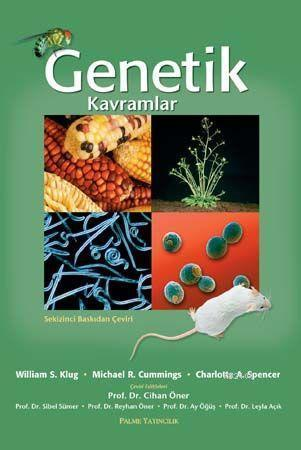 Genetik
Kavramlar
Sekizinci Baskıdan Çeviri
William S. Klug • Michael R. Cummings • Charlotte A. Spencer
Çeviri Editörleri
Prof. Dr. Cihan Öner
Prof. Dr. Sibel Sümer • Prof. Dr. Reyhan Öner • Prof. Dr. Ay Öğüş • Prof. Dr. Leyla Açık
PALME YAYINCILIK